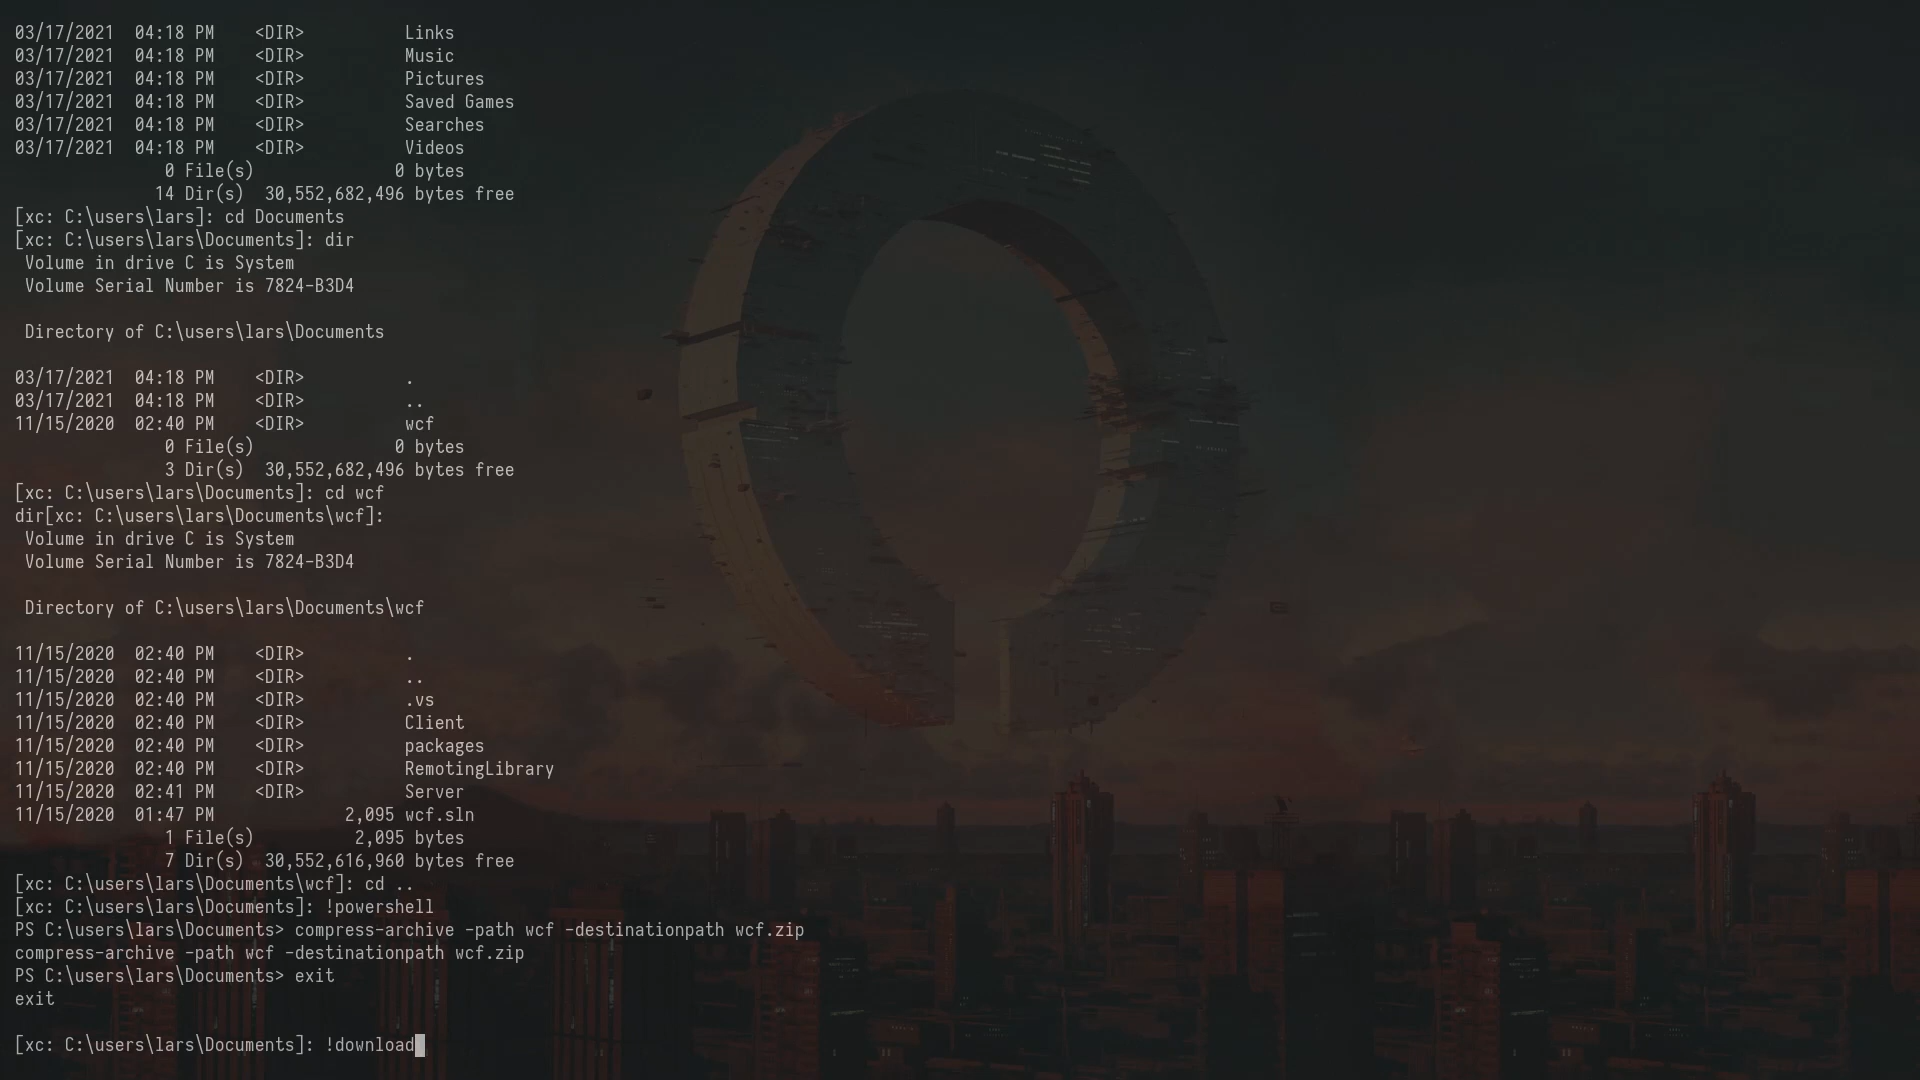 03/17/2021  04:18 PM    <DIR>          Links
03/17/2021  04:18 PM    <DIR>          Music
03/17/2021  04:18 PM    <DIR>          Pictures
03/17/2021  04:18 PM    <DIR>          Saved Games
03/17/2021  04:18 PM    <DIR>          Searches
03/17/2021  04:18 PM    <DIR>          Videos
               0 File(s)              0 bytes
              14 Dir(s)  30,552,682,496 bytes free
[xc: C:\users\lars]: cd Documents
[xc: C:\users\lars\Documents]: dir
 Volume in drive C is System
 Volume Serial Number is 7824-B3D4

 Directory of C:\users\lars\Documents

03/17/2021  04:18 PM    <DIR>          .
03/17/2021  04:18 PM    <DIR>          ..
11/15/2020  02:40 PM    <DIR>          wcf
               0 File(s)              0 bytes
               3 Dir(s)  30,552,682,496 bytes free
[xc: C:\users\lars\Documents]: cd wcf
dir[xc: C:\users\lars\Documents\wcf]:
 Volume in drive C is System
 Volume Serial Number is 7824-B3D4

 Directory of C:\users\lars\Documents\wcf

11/15/2020  02:40 PM    <DIR>          .
11/15/2020  02:40 PM    <DIR>          ..
11/15/2020  02:40 PM    <DIR>          .vs
11/15/2020  02:40 PM    <DIR>          Client
11/15/2020  02:40 PM    <DIR>          packages
11/15/2020  02:40 PM    <DIR>          RemotingLibrary
11/15/2020  02:41 PM    <DIR>          Server
11/15/2020  01:47 PM             2,095 wcf.sln
               1 File(s)          2,095 bytes
               7 Dir(s)  30,552,616,960 bytes free
[xc: C:\users\lars\Documents\wcf]: cd ..
[xc: C:\users\lars\Documents]: !powershell
PS C:\users\lars\Documents> compress-archive -path wcf -destinationpath wcf.zip
compress-archive -path wcf -destinationpath wcf.zip
PS C:\users\lars\Documents> exit
exit

[xc: C:\users\lars\Documents]: !download